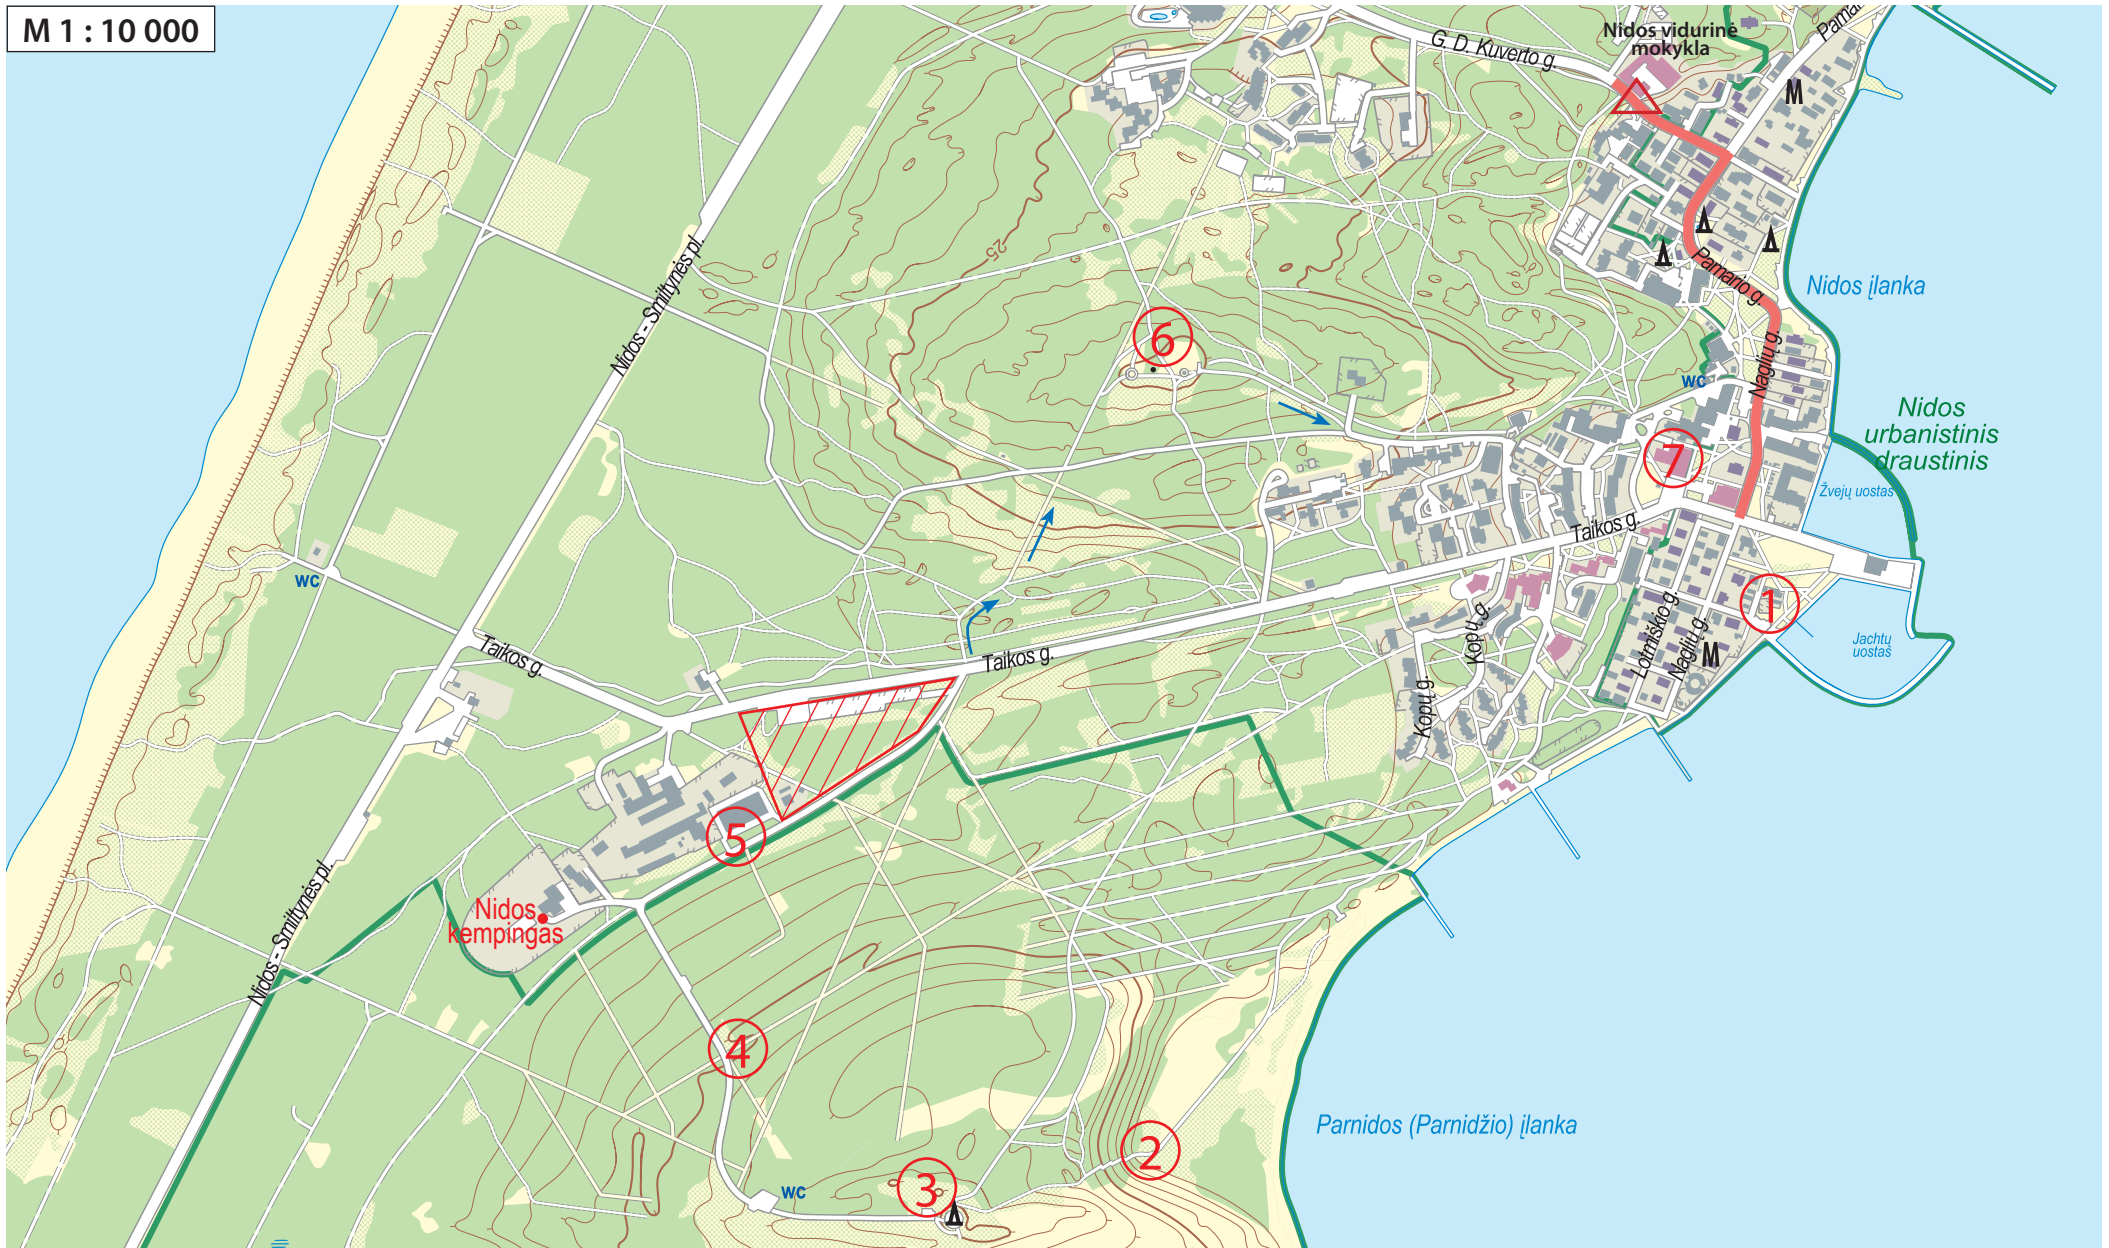 M 1 : 10 000
Nidos vidurinė
mokykla
G. D. Kuverto g.
M
Nidos - Smiltynės pl.
25
Pamario g.
Nidos įlanka
6
Naglių g.
WC
Nidos
urbanistinis
draustinis
7
Žvejų uostas
Taikos g.
WC
1
Taikos g.
Taikos g.
Kopų g.
Kopų g.
Lotmiškio g.
Naglių g.
M
Jachtų
uostas
5
Nidos
kempingas
Nidos - Smiltynės pl.
4
Parnidos (Parnidžio) įlanka
2
3
WC